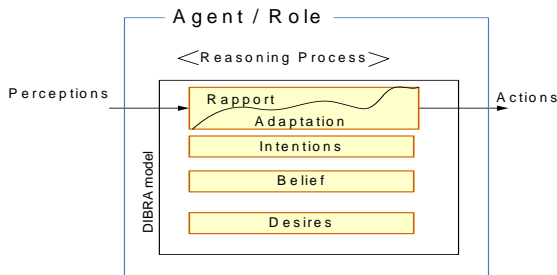 Agent / Role
Reasoning Process
Perceptions
Actions
Rapport
Adaptation
Intentions
Belief
Desires
DIBRA model